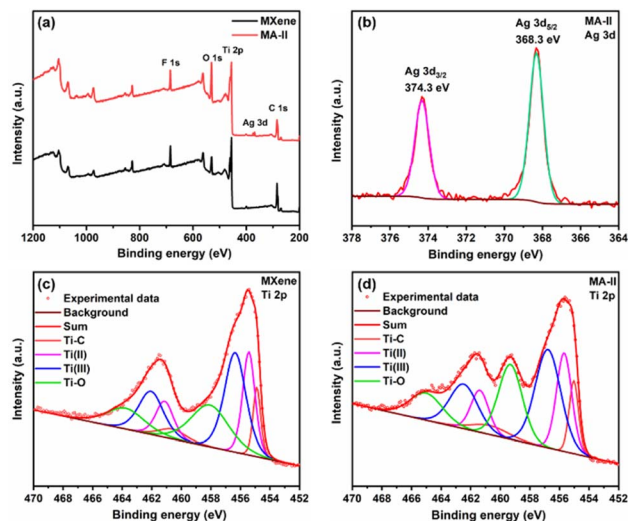 (a)
MXene
MA-II
F 1s
O 1s
Ti 2p
Ag 3d
C 1s
Intensity (a.u.)
1200 1000 800 600 400 200
Binding energy (eV)
(b)
Ag 3d5/2
368.3 eV
MA-II
Ag 3d
Ag 3d3/2
374.3 eV
Intensity (a.u.)
378 376 374 372 370 368 366 364
Binding energy (eV)
(c)
MXene
Ti 2p
Experimental data
Background
Sum
Ti-C
Ti(II)
Ti(III)
Ti-O
Intensity (a.u.)
470 468 466 464 462 460 458 456 454 452
Binding energy (eV)
(d)
MA-II
Ti 2p
Experimental data
Background
Sum
Ti-C
Ti(II)
Ti(III)
Ti-O
Intensity (a.u.)
470 468 466 464 462 460 458 456 454 452
Binding energy (eV)